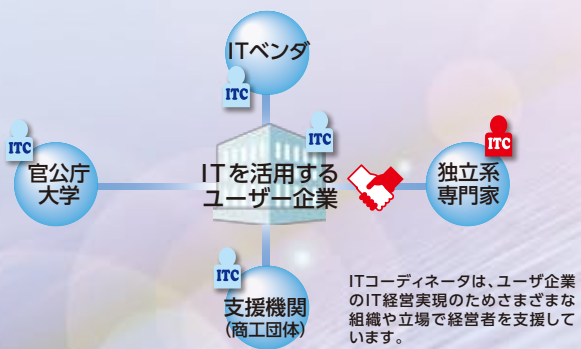 ITベンダ
ITC
ITC
ITC
官公庁
大学
ITを活用する
ユーザー企業
ITC
独立系
専門家
ITC
支援機関
(商工団体)
ITコーディネータは、ユーザ企業
のIT経営実現のためさまざまな
組織や立場で経営者を支援して
います。